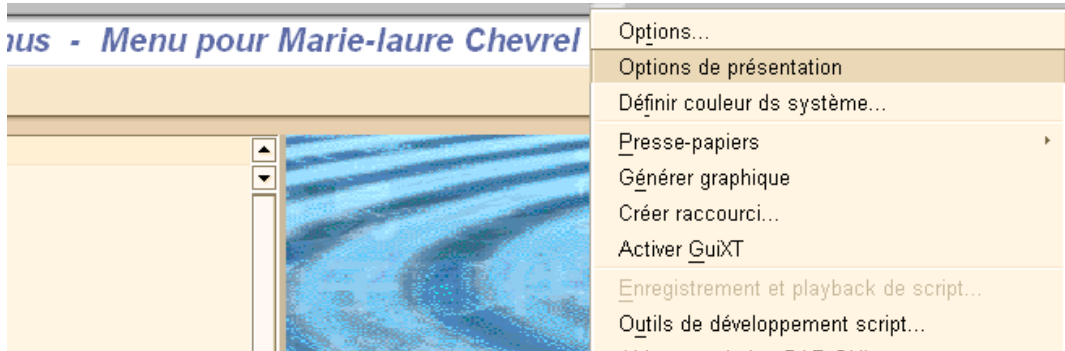 - Menu pour Marie-laure Chevrel
Options...
Options de présentation
Définir couleur ds système...
Presse-papiers
Générer graphique
Créer raccourci...
Activer GuiXT
Enregistrement et playback de script...
Outils de développement script...